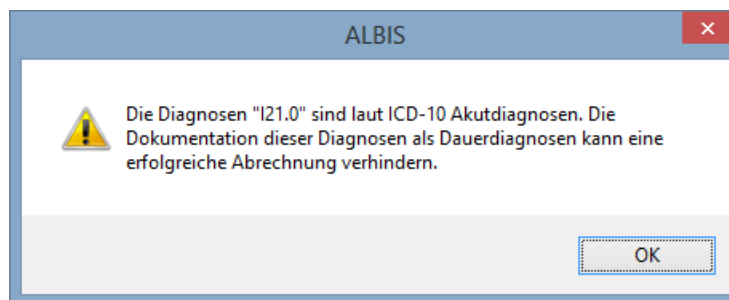 ALBIS
Die Diagnosen "I21.0" sind laut ICD-10 Akutdiagnosen. Die
Dokumentation dieser Diagnosen als Dauerdiagnosen kann eine
erfolgreiche Abrechnung verhindern.
OK